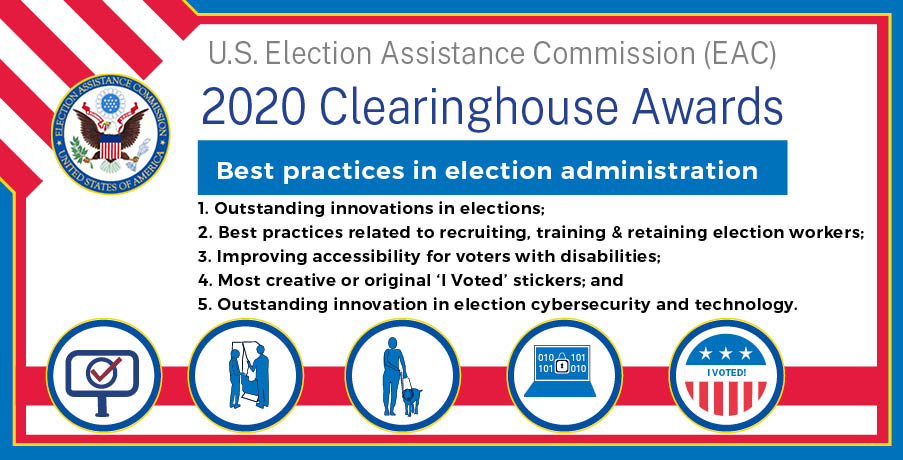 U.S. Election Assistance Commission (EAC)
2020 Clearinghouse Awards
ELECTION ASSISTANCE COMMISSION
UNITED STATES OF AMERICA
Best practices in election administration
1. Outstanding innovations in elections;
2. Best practices related to recruiting, training & retaining election workers;
3. Improving accessibility for voters with disabilities;
4. Most creative or original ‘I Voted’ stickers; and
5. Outstanding innovation in election cybersecurity and technology.
010 101
101 010
I VOTED!